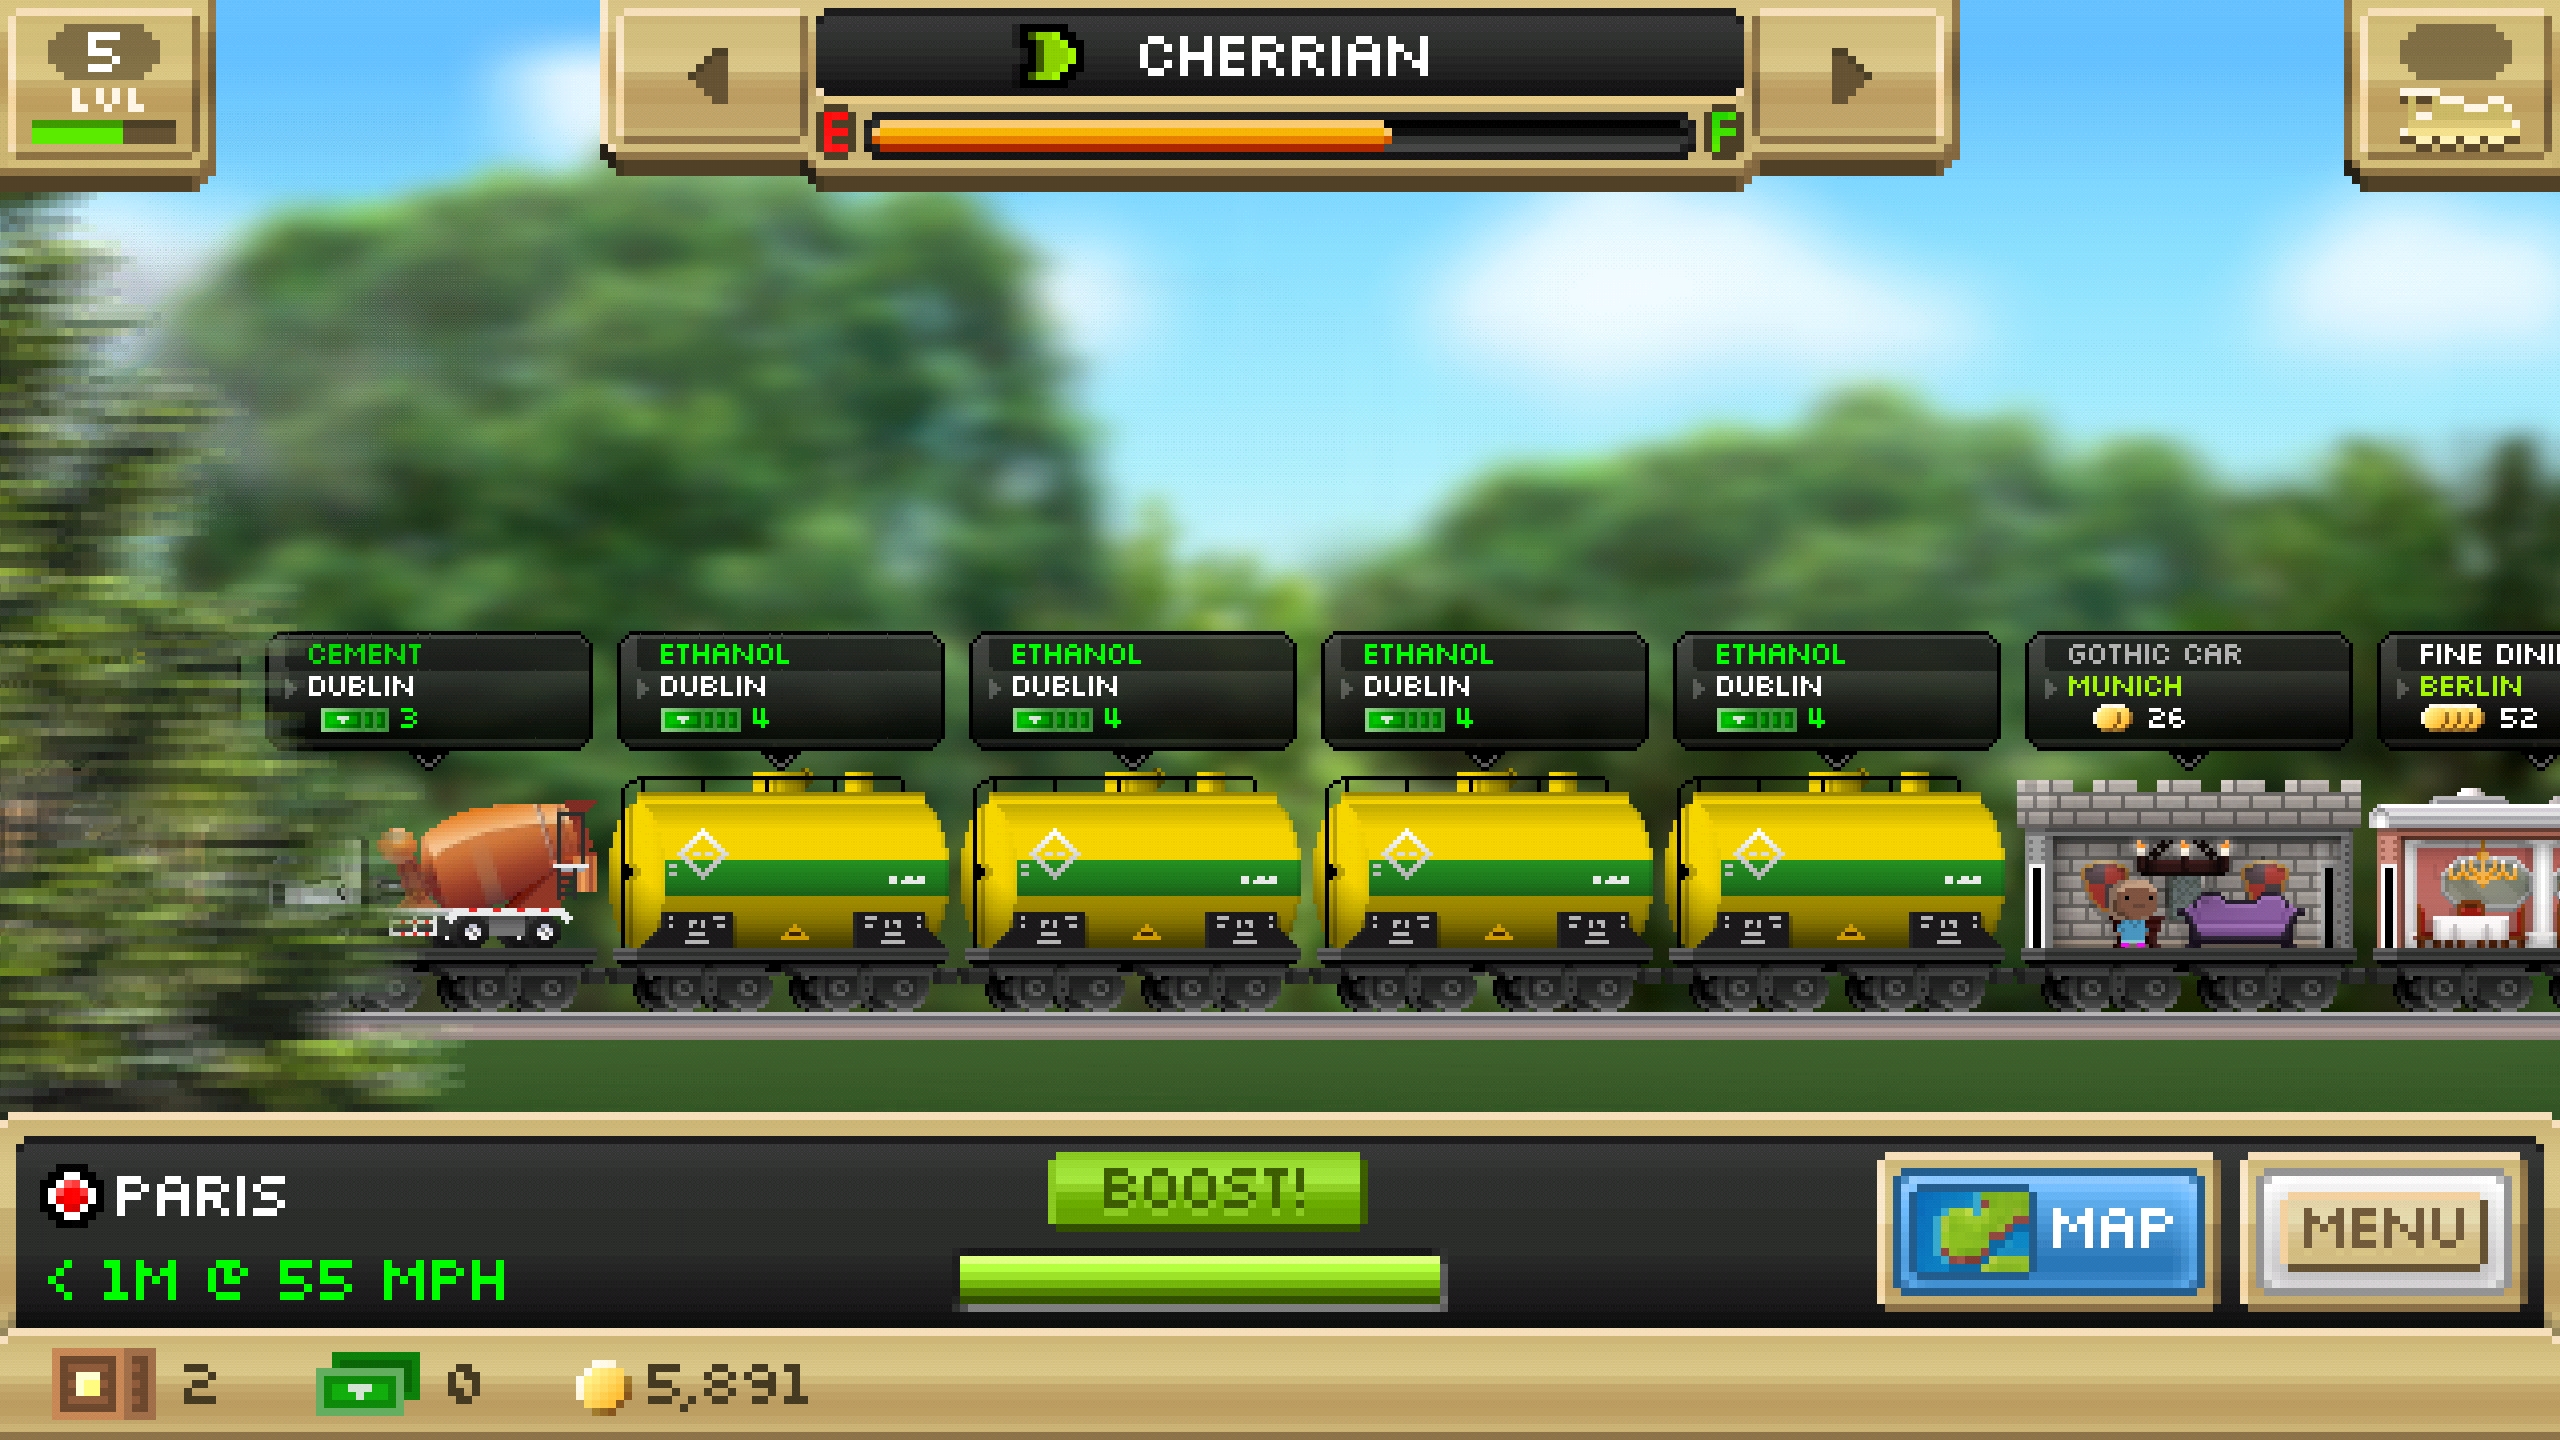 5
LVL
CHERRIAN
E F
CEMENT
DUBLIN
3
ETHANOL
DUBLIN
4
ETHANOL
DUBLIN
4
ETHANOL
DUBLIN
4
ETHANOL
DUBLIN
4
GOTHIC CAR
MUNICH
26
FINE
BERLIN
52
PARIS
< 1M @ 55 MPH
BOOST!
MAP
MENU
2 0 5,891